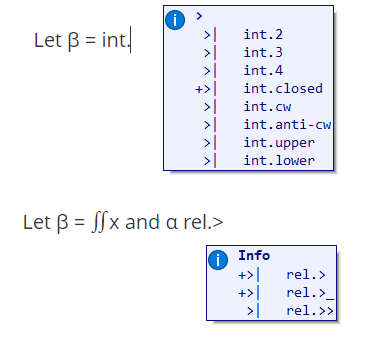 Let β = int.
>
>| int.2
>| int.3
>| int.4
+>| int.closed
>| int.cw
>| int.anti-cw
>| int.upper
>| int.lower
Let β = ∬x and α rel.>
Info
+>| rel.>
+>| rel.>_
>| rel.>>